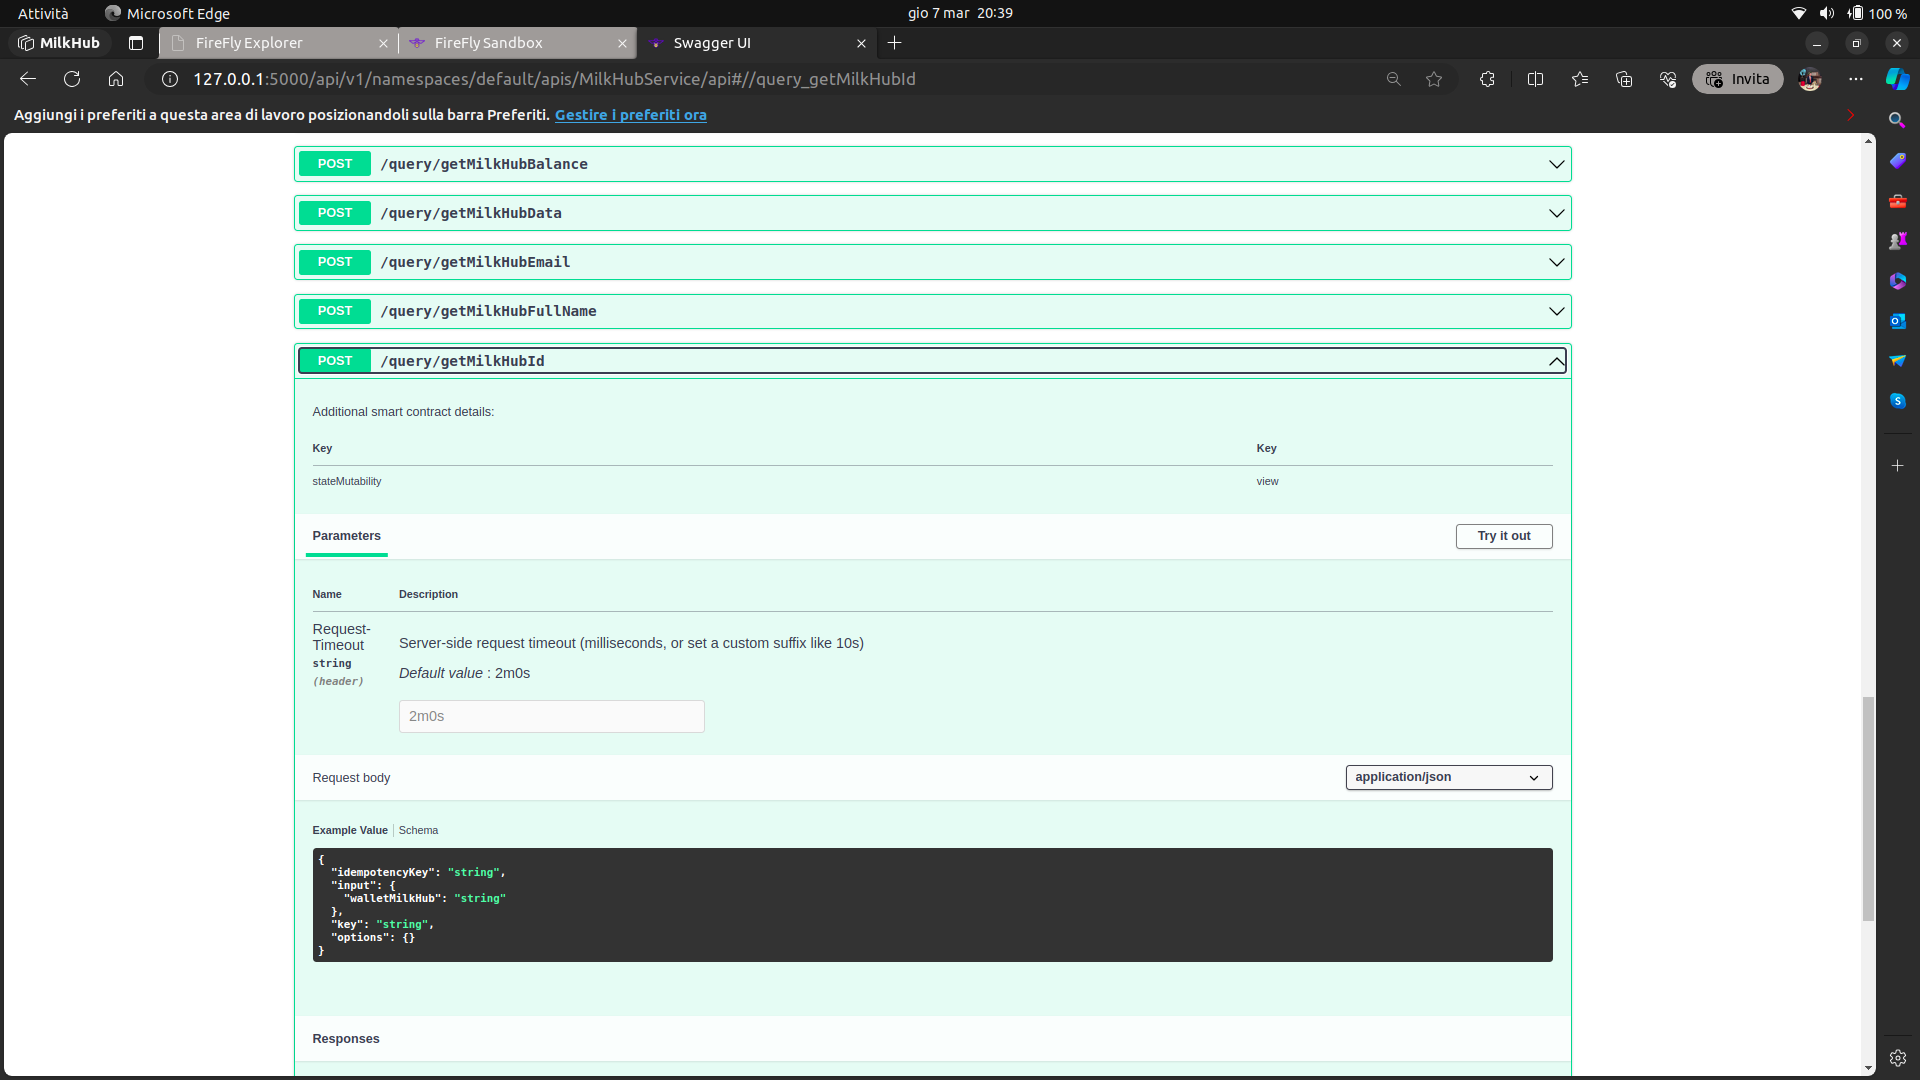 Attività
Microsoft Edge
gio 7 mar 20:39
100 %
MilkHub
FireFly Explorer
FireFly Sandbox
Swagger UI
127.0.0.1:5000/api/v1/namespaces/default/apis/MilkHubService/api#//query_getMilkHubId
Invita
Aggiungi i preferiti a questa area di lavoro posizionandoli sulla barra Preferiti. Gestire i preferiti ora
POST /query/getMilkHubBalance
POST /query/getMilkHubData
POST /query/getMilkHubEmail
POST /query/getMilkHubFullName
POST /query/getMilkHubId
Additional smart contract details:
Key Key
stateMutability view
Parameters
Try it out
Name Description
Request-
Timeout
string
(header)
Server-side request timeout (milliseconds, or set a custom suffix like 10s)
Default value : 2m0s
2m0s
Request body
application/json
Example Value Schema
{
"idempotencyKey": "string",
"input": {
"walletMilkHub": "string"
},
"key": "string",
"options": {}
}
Responses